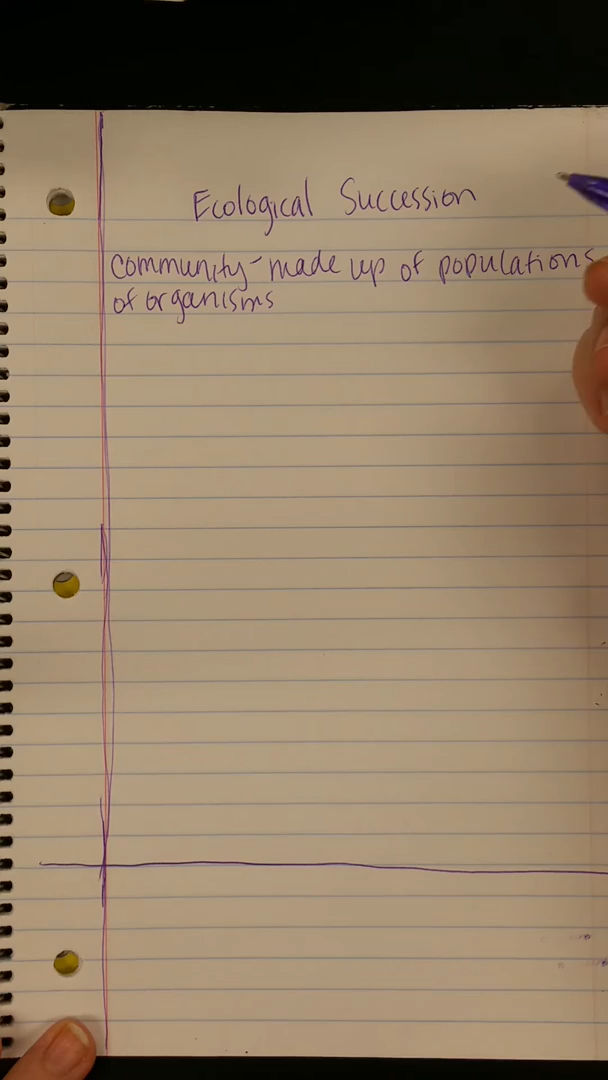 Ecological Succession
community - made up of populations
of organisms